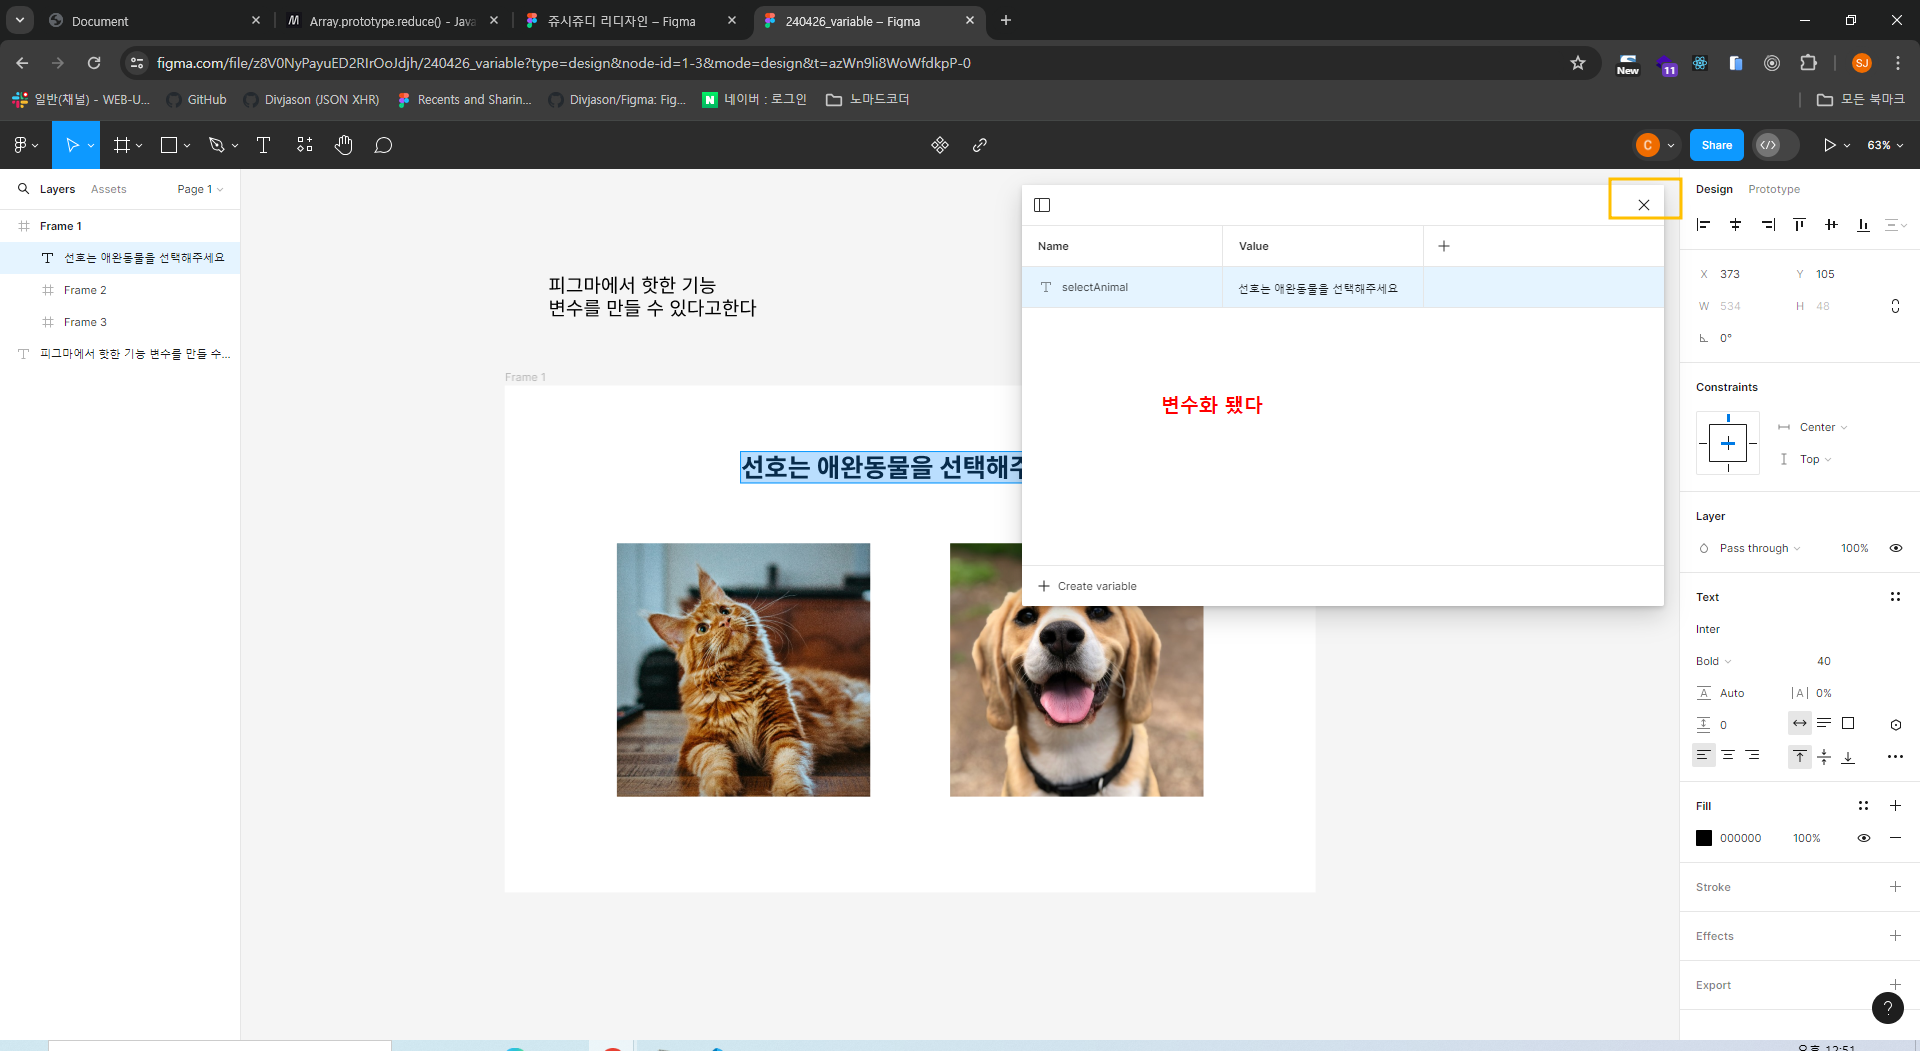 Document
Array.prototype.reduce() - Java
쥬시쥬디 리디자인 – Figma
240426_variable – Figma
figma.com/file/z8V0NyPayuED2RIrOoJdjh/240426_variable?type=design&node-id=1-3&mode=design&t=azWn9li8WoWfdkpP-0
New
11
SJ
일반(채널) - WEB-U...
GitHub
Divjason (JSON XHR)
Recents and Sharin...
Divjason/Figma: Fig...
N 네이버 : 로그인
노마드코더
모든 북마크
C
Share
63%
Layers
Assets
Page 1
Frame 1
선호는 애완동물을 선택해주세요
Frame 2
Frame 3
피그마에서 핫한 기능 변수를 만들 수...
피그마에서 핫한 기능
변수를 만들 수 있다고한다
Frame 1
선호는 애완동물을 선택해주
Name
Value
selectAnimal
선호는 애완동물을 선택해주세요
변수화 됐다
Create variable
Design
Prototype
X 373
Y 105
W 534
H 48
0°
Constraints
Center
Top
Layer
Pass through
100%
Text
Inter
Bold
40
A Auto
|A| 0%
0
Fill
000000
100%
Stroke
Effects
Export
?